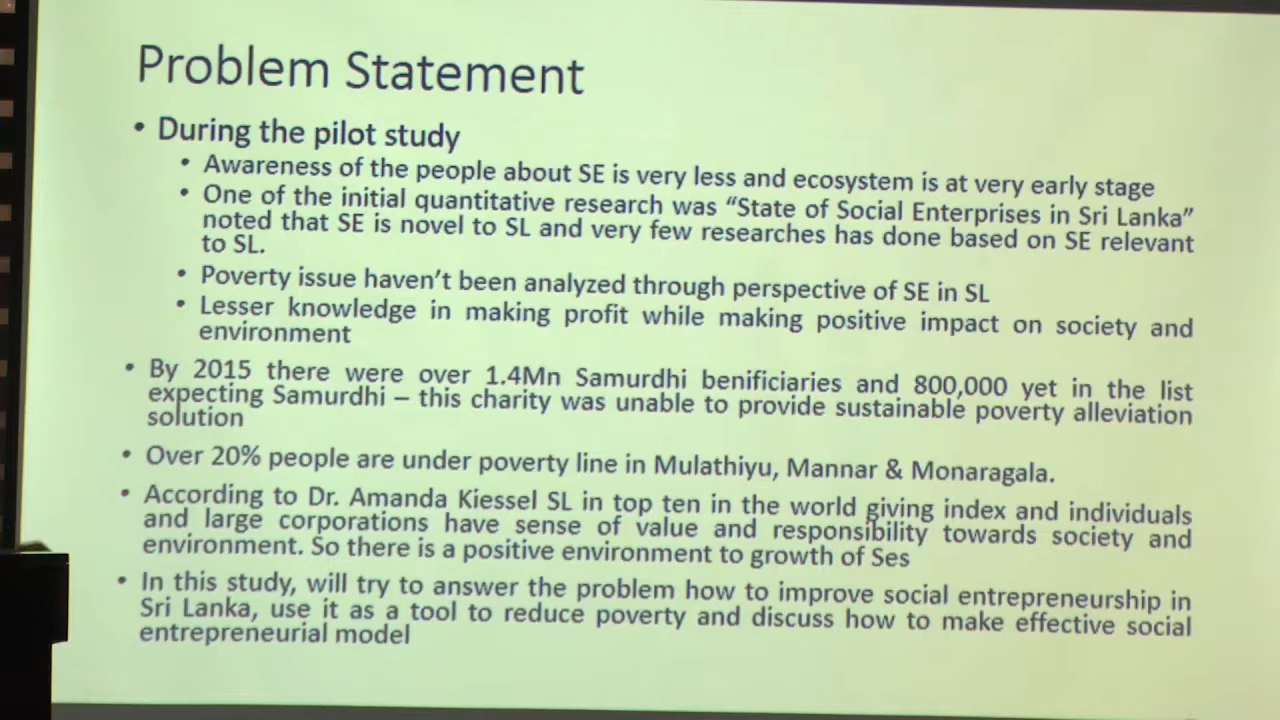 Problem Statement
• During the pilot study
• Awareness of the people about SE is very less and ecosystem is at very early stage
• One of the initial quantitative research was “State of Social Enterprises in Sri Lanka”
noted that SE is novel to SL and very few researches has done based on SE relevant
to SL.
• Poverty issue haven’t been analyzed through perspective of SE in SL
• Lesser knowledge in making profit while making positive impact on society and
environment
• By 2015 there were over 1.4Mn Samurdhi benificiaries and 800,000 yet in the list
expecting Samurdhi – this charity was unable to provide sustainable poverty alleviation
solution
• Over 20% people are under poverty line in Mulathiyu, Mannar & Monaragala.
• According to Dr. Amanda Kiessel SL in top ten in the world giving index and individuals
and large corporations have sense of value and responsibility towards society and
environment. So there is a positive environment to growth of Ses
• In this study, will try to answer the problem how to improve social entrepreneurship in
Sri Lanka, use it as a tool to reduce poverty and discuss how to make effective social
entrepreneurial model